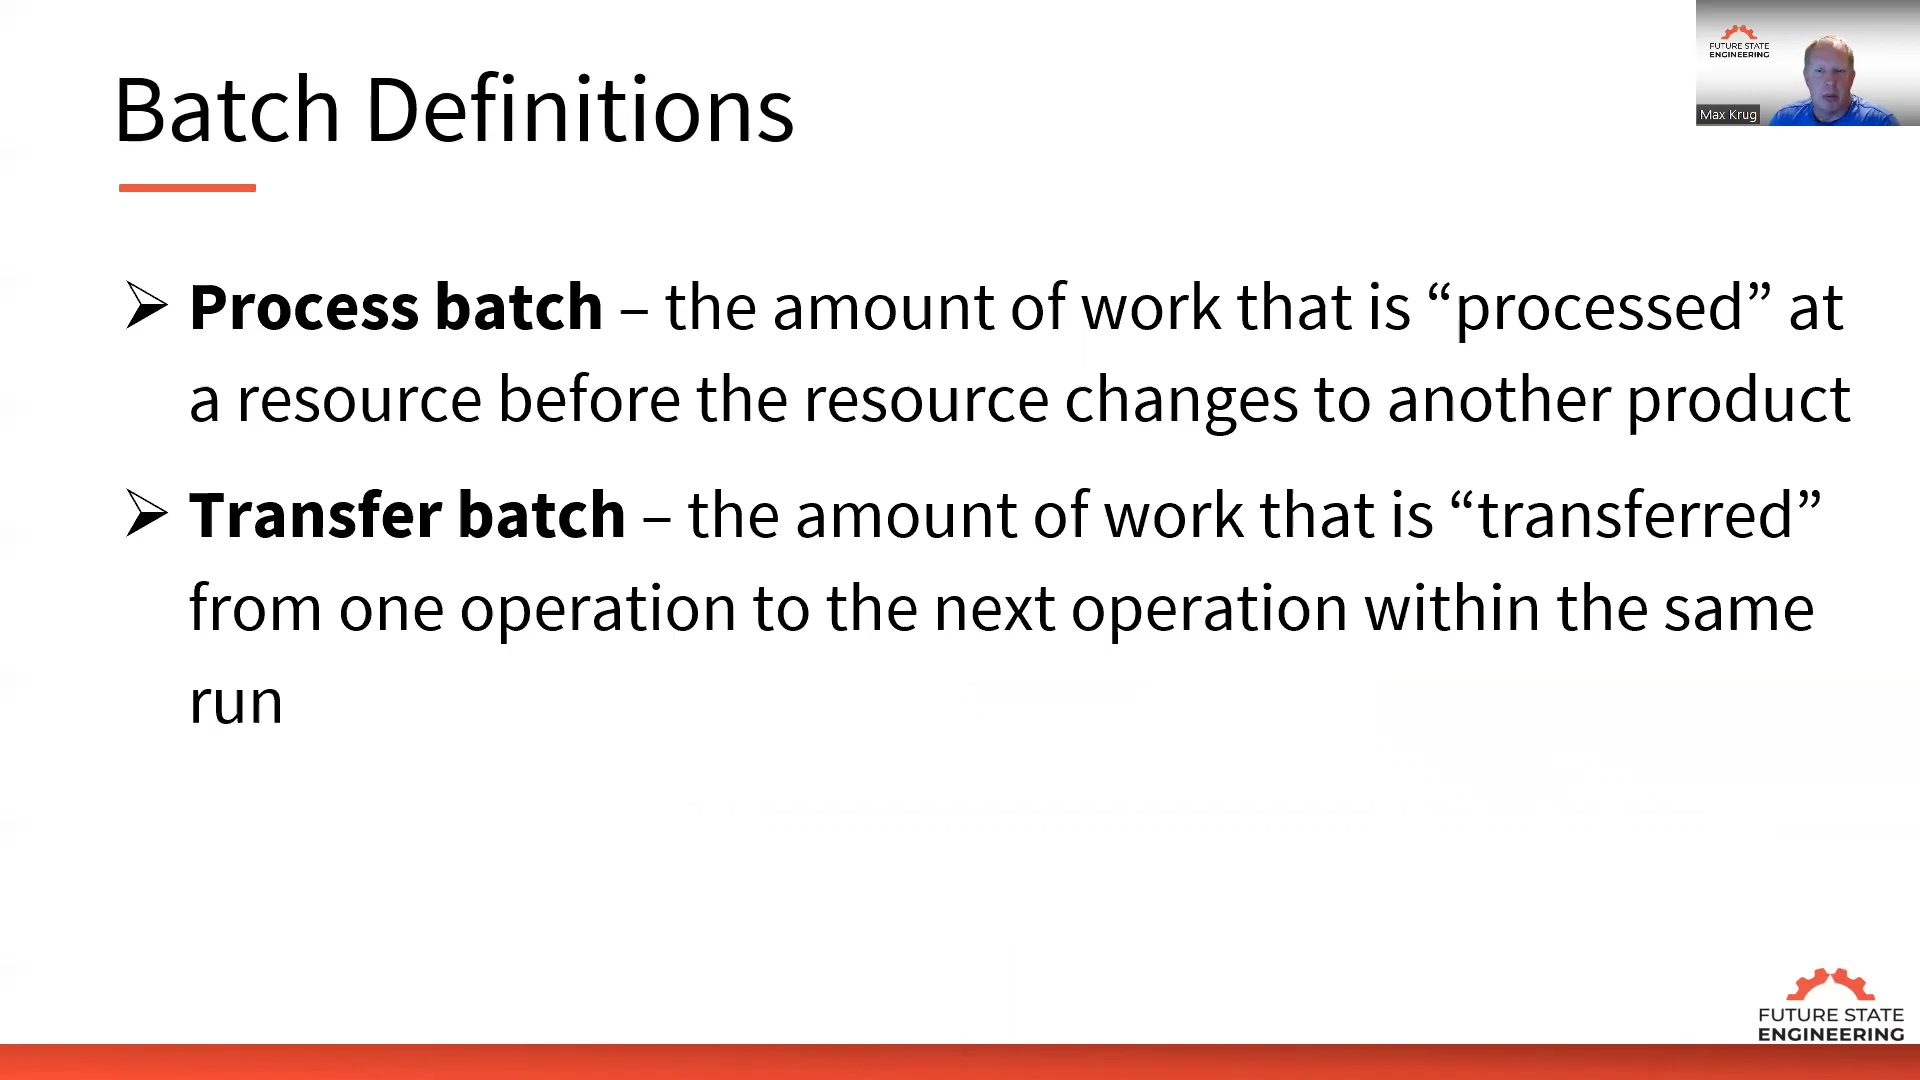 Batch Definitions
FUTURE STATE
ENGINEERING
Max Krug
➢ Process batch – the amount of work that is “processed” at
a resource before the resource changes to another product
➢ Transfer batch – the amount of work that is “transferred”
from one operation to the next operation within the same
run
FUTURE STATE
ENGINEERING